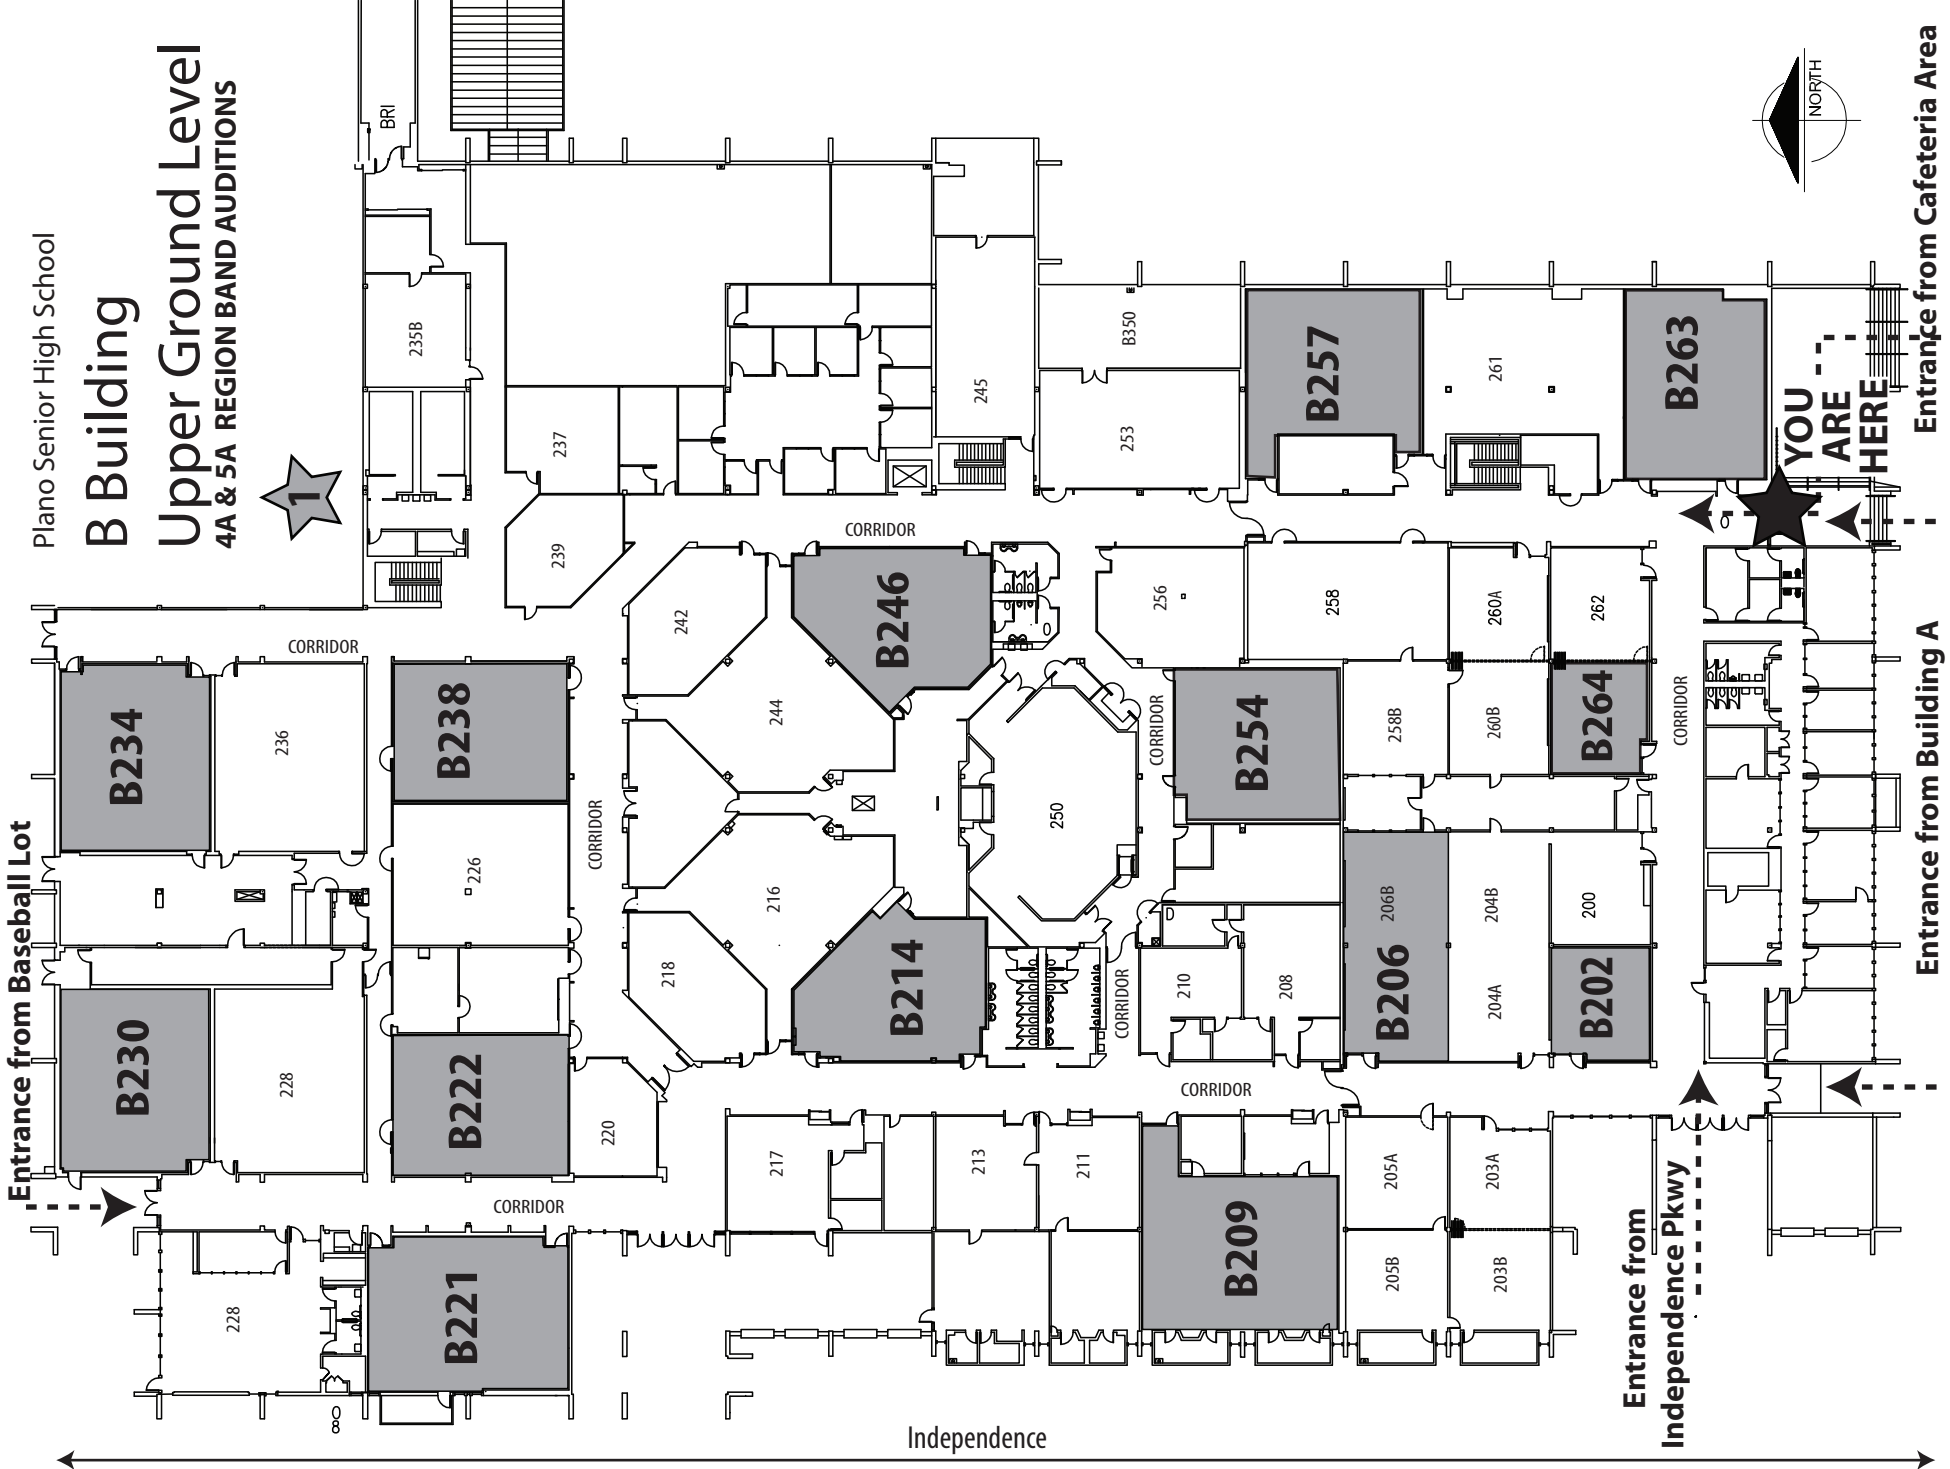 Plano Senior High School
B Building
Upper Ground Level
4A & 5A REGION BAND AUDITIONS
1
BRI
235B
237
239
245
B350
253
B257
261
B263
YOU
ARE
HERE
NORTH
Entrance from Cafeteria Area
Entrance from Baseball Lot
CORRIDOR
B234
236
B238
226
CORRIDOR
242
244
CORRIDOR
B246
0
250
256
258
260A
262
0
CORRIDOR
B254
258B
260B
B264
CORRIDOR
Entrance from Building A
B230
228
B222
220
218
216
B214
CORRIDOR
210
208
206B
B206
204B
204A
200
B202
CORRIDOR
CORRIDOR
228
B221
08
217
213
211
B209
205A
203A
205B
203B
Entrance from
Independence Pkwy
Independence